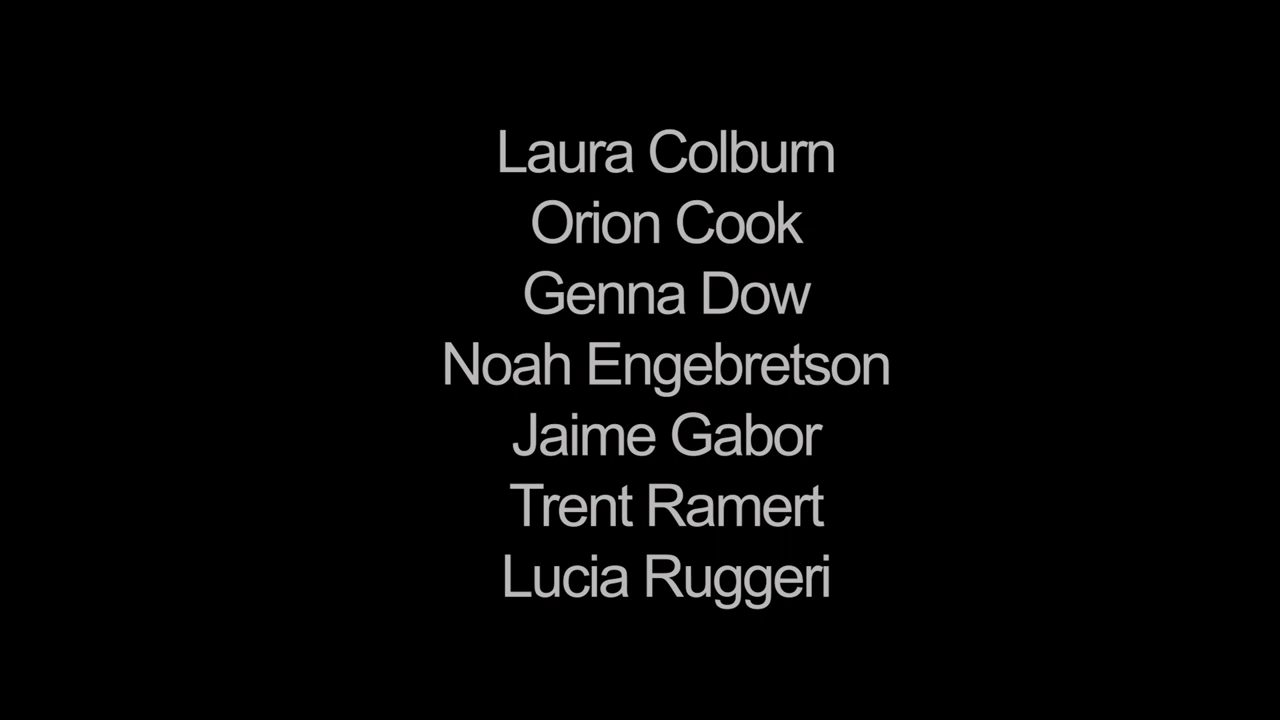 Laura Colburn
Orion Cook
Genna Dow
Noah Engebretson
Jaime Gabor
Trent Ramert
Lucia Ruggeri